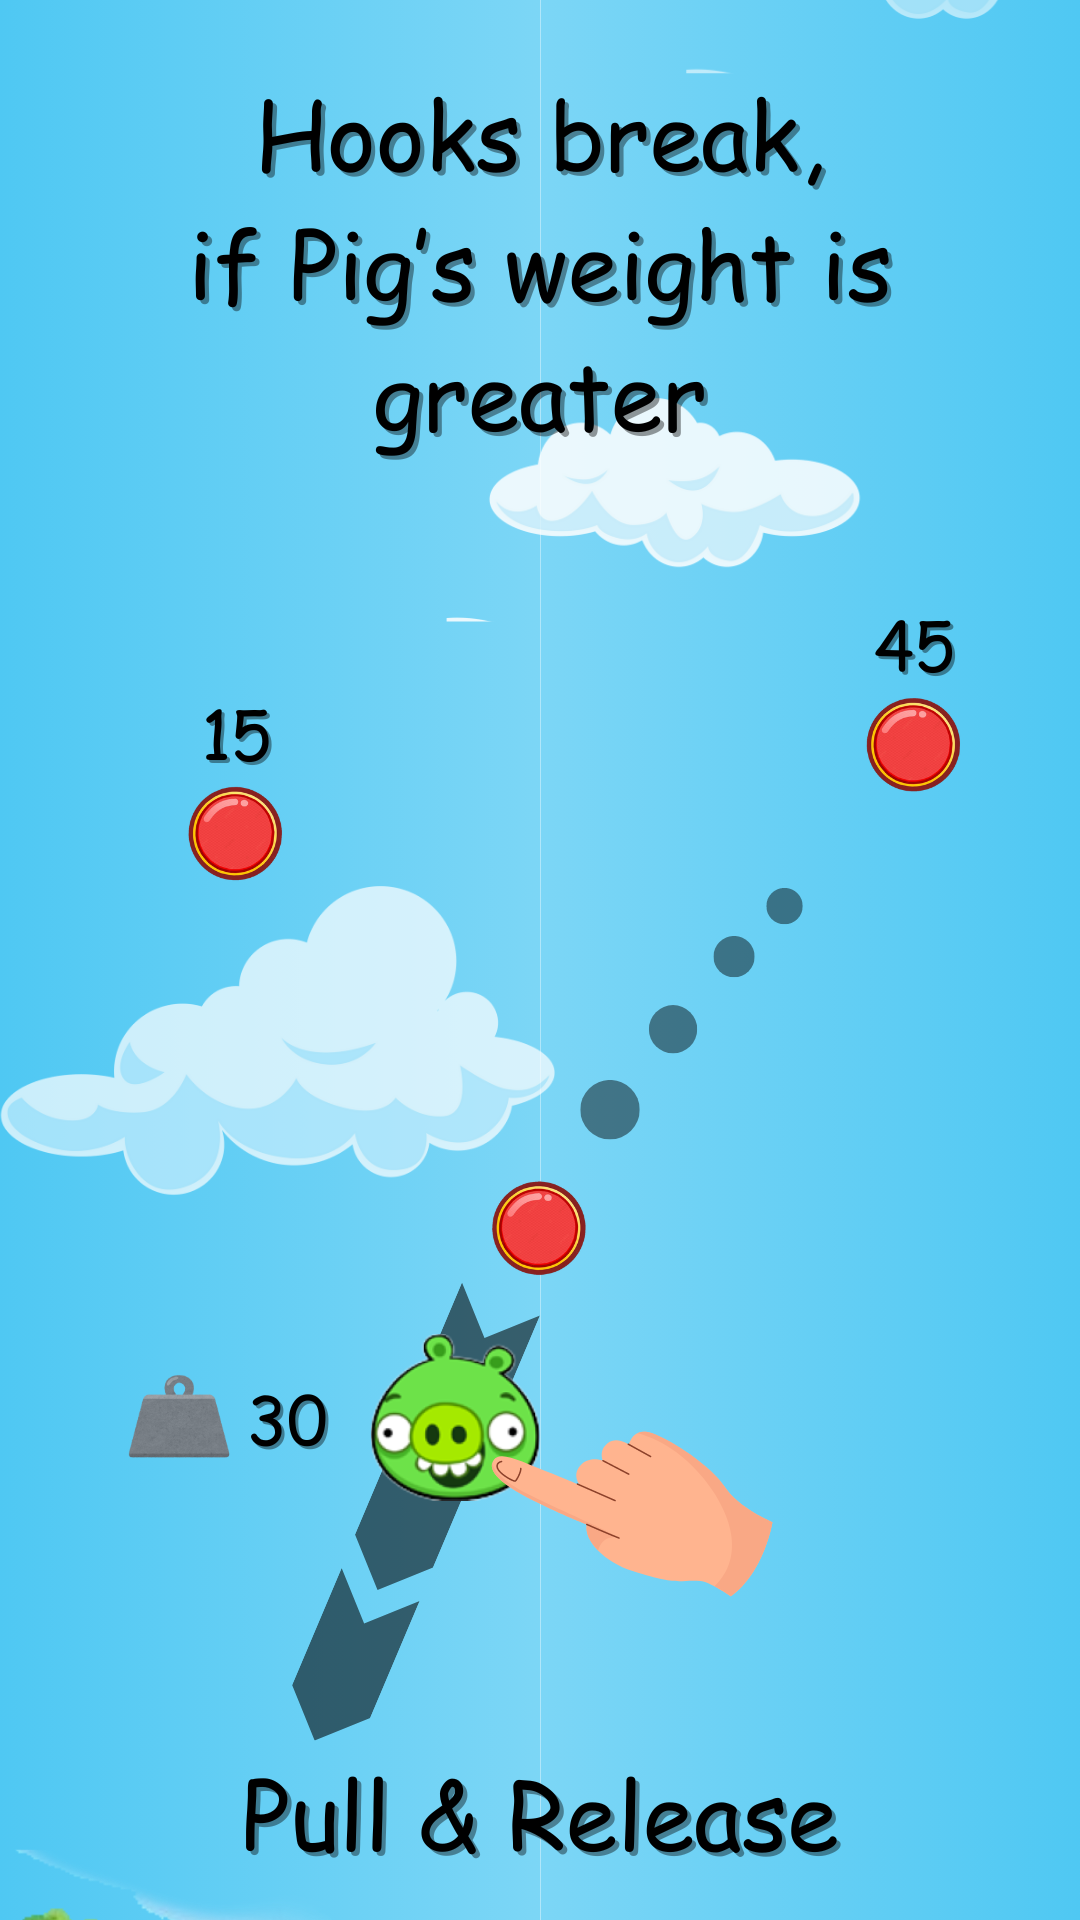 Hooks break,
if Pig's weight is
greater
45
15
30
Pull & Release